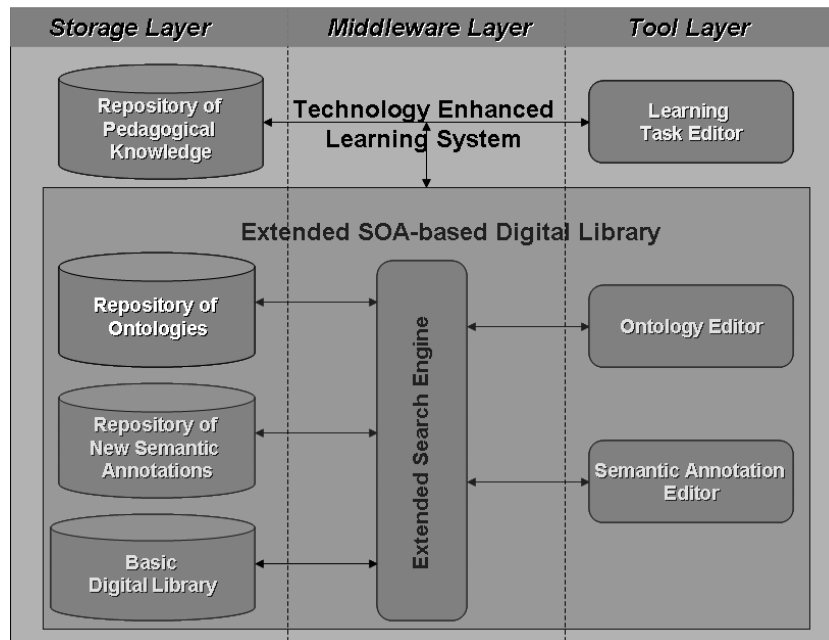 Storage Layer
Middleware Layer
Tool Layer
Repository of
Pedagogical
Knowledge
Technology Enhanced
Learning System
Learning
Task Editor
Extended SOA-based Digital Library
Repository of
Ontologies
Extended Search Engine
Ontology Editor
Repository of
New Semantic
Annotations
Semantic Annotation
Editor
Basic
Digital Library